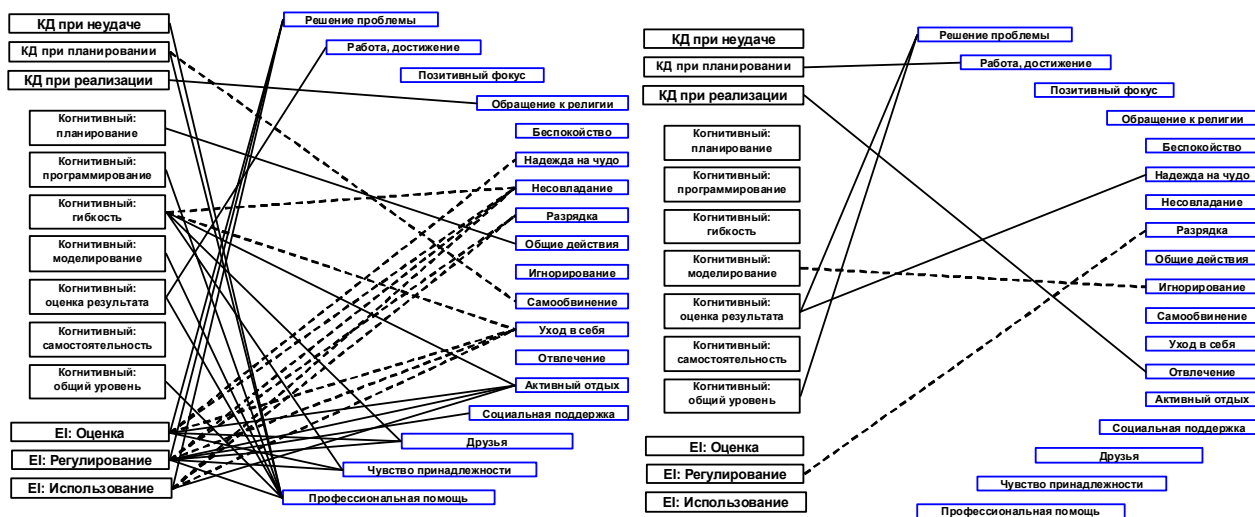 КД при неудаче
КД при планировании
КД при реализации
Когнитивный:
планирование
Когнитивный:
программирование
Когнитивный:
гибкость
Когнитивный:
моделирование
Когнитивный:
оценка результата
Когнитивный:
самостоятельность
Когнитивный:
общий уровень
EI: Оценка
EI: Регулирование
EI: Использование
Решение проблемы
Работа, достижение
Позитивный фокус
Обращение к религии
Беспокойство
Надежда на чудо
Несовладание
Разрядка
Общие действия
Игнорирование
Самообвинение
Уход в себя
Отвлечение
Активный отдых
Социальная поддержка
Друзья
Чувство принадлежности
Профессиональная помощь
КД при неудаче
КД при планировании
КД при реализации
Когнитивный:
планирование
Когнитивный:
программирование
Когнитивный:
гибкость
Когнитивный:
моделирование
Когнитивный:
оценка результата
Когнитивный:
самостоятельность
Когнитивный:
общий уровень
EI: Оценка
EI: Регулирование
EI: Использование
Решение проблемы
Работа, достижение
Позитивный фокус
Обращение к религии
Беспокойство
Надежда на чудо
Несовладание
Разрядка
Общие действия
Игнорирование
Самообвинение
Уход в себя
Отвлечение
Активный отдых
Социальная поддержка
Друзья
Чувство принадлежности
Профессиональная помощь